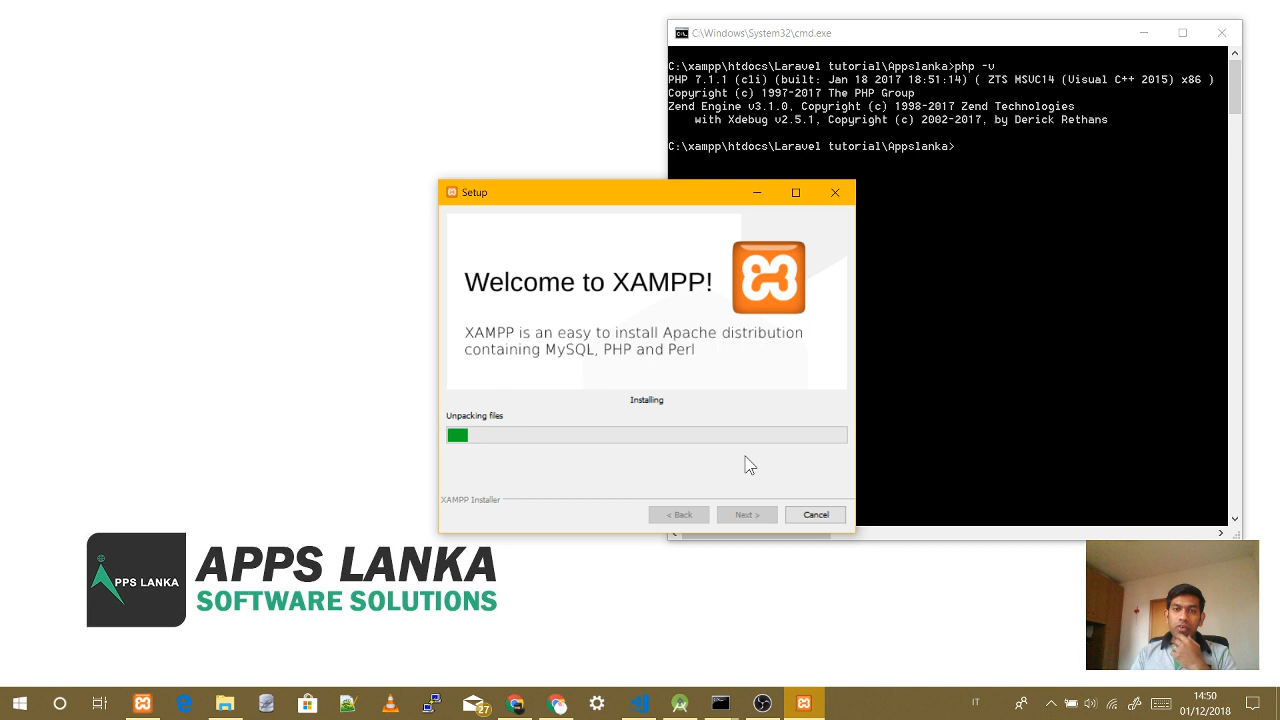 C:\Windows\System32\cmd.exe
C:\xampp\htdocs\Laravel tutorial\Appslanka>php -v
PHP 7.1.1 (cli) (built: Jan 18 2017 18:51:14) ( ZTS MSVC14 (Visual C++ 2015) x86 )
Copyright (c) 1997-2017 The PHP Group
Zend Engine v3.1.0, Copyright (c) 1998-2017 Zend Technologies
    with Xdebug v2.5.1, Copyright (c) 2002-2017, by Derick Rethans
C:\xampp\htdocs\Laravel tutorial\Appslanka>
Setup
Welcome to XAMPP!
XAMPP is an easy to install Apache distribution
containing MySQL, PHP and Perl
Installing
Unpacking files
XAMPP Installer
< Back
Next >
Cancel
PPS LANKA
APPS LANKA
SOFTWARE SOLUTIONS
27
IT
14:50
01/12/2018